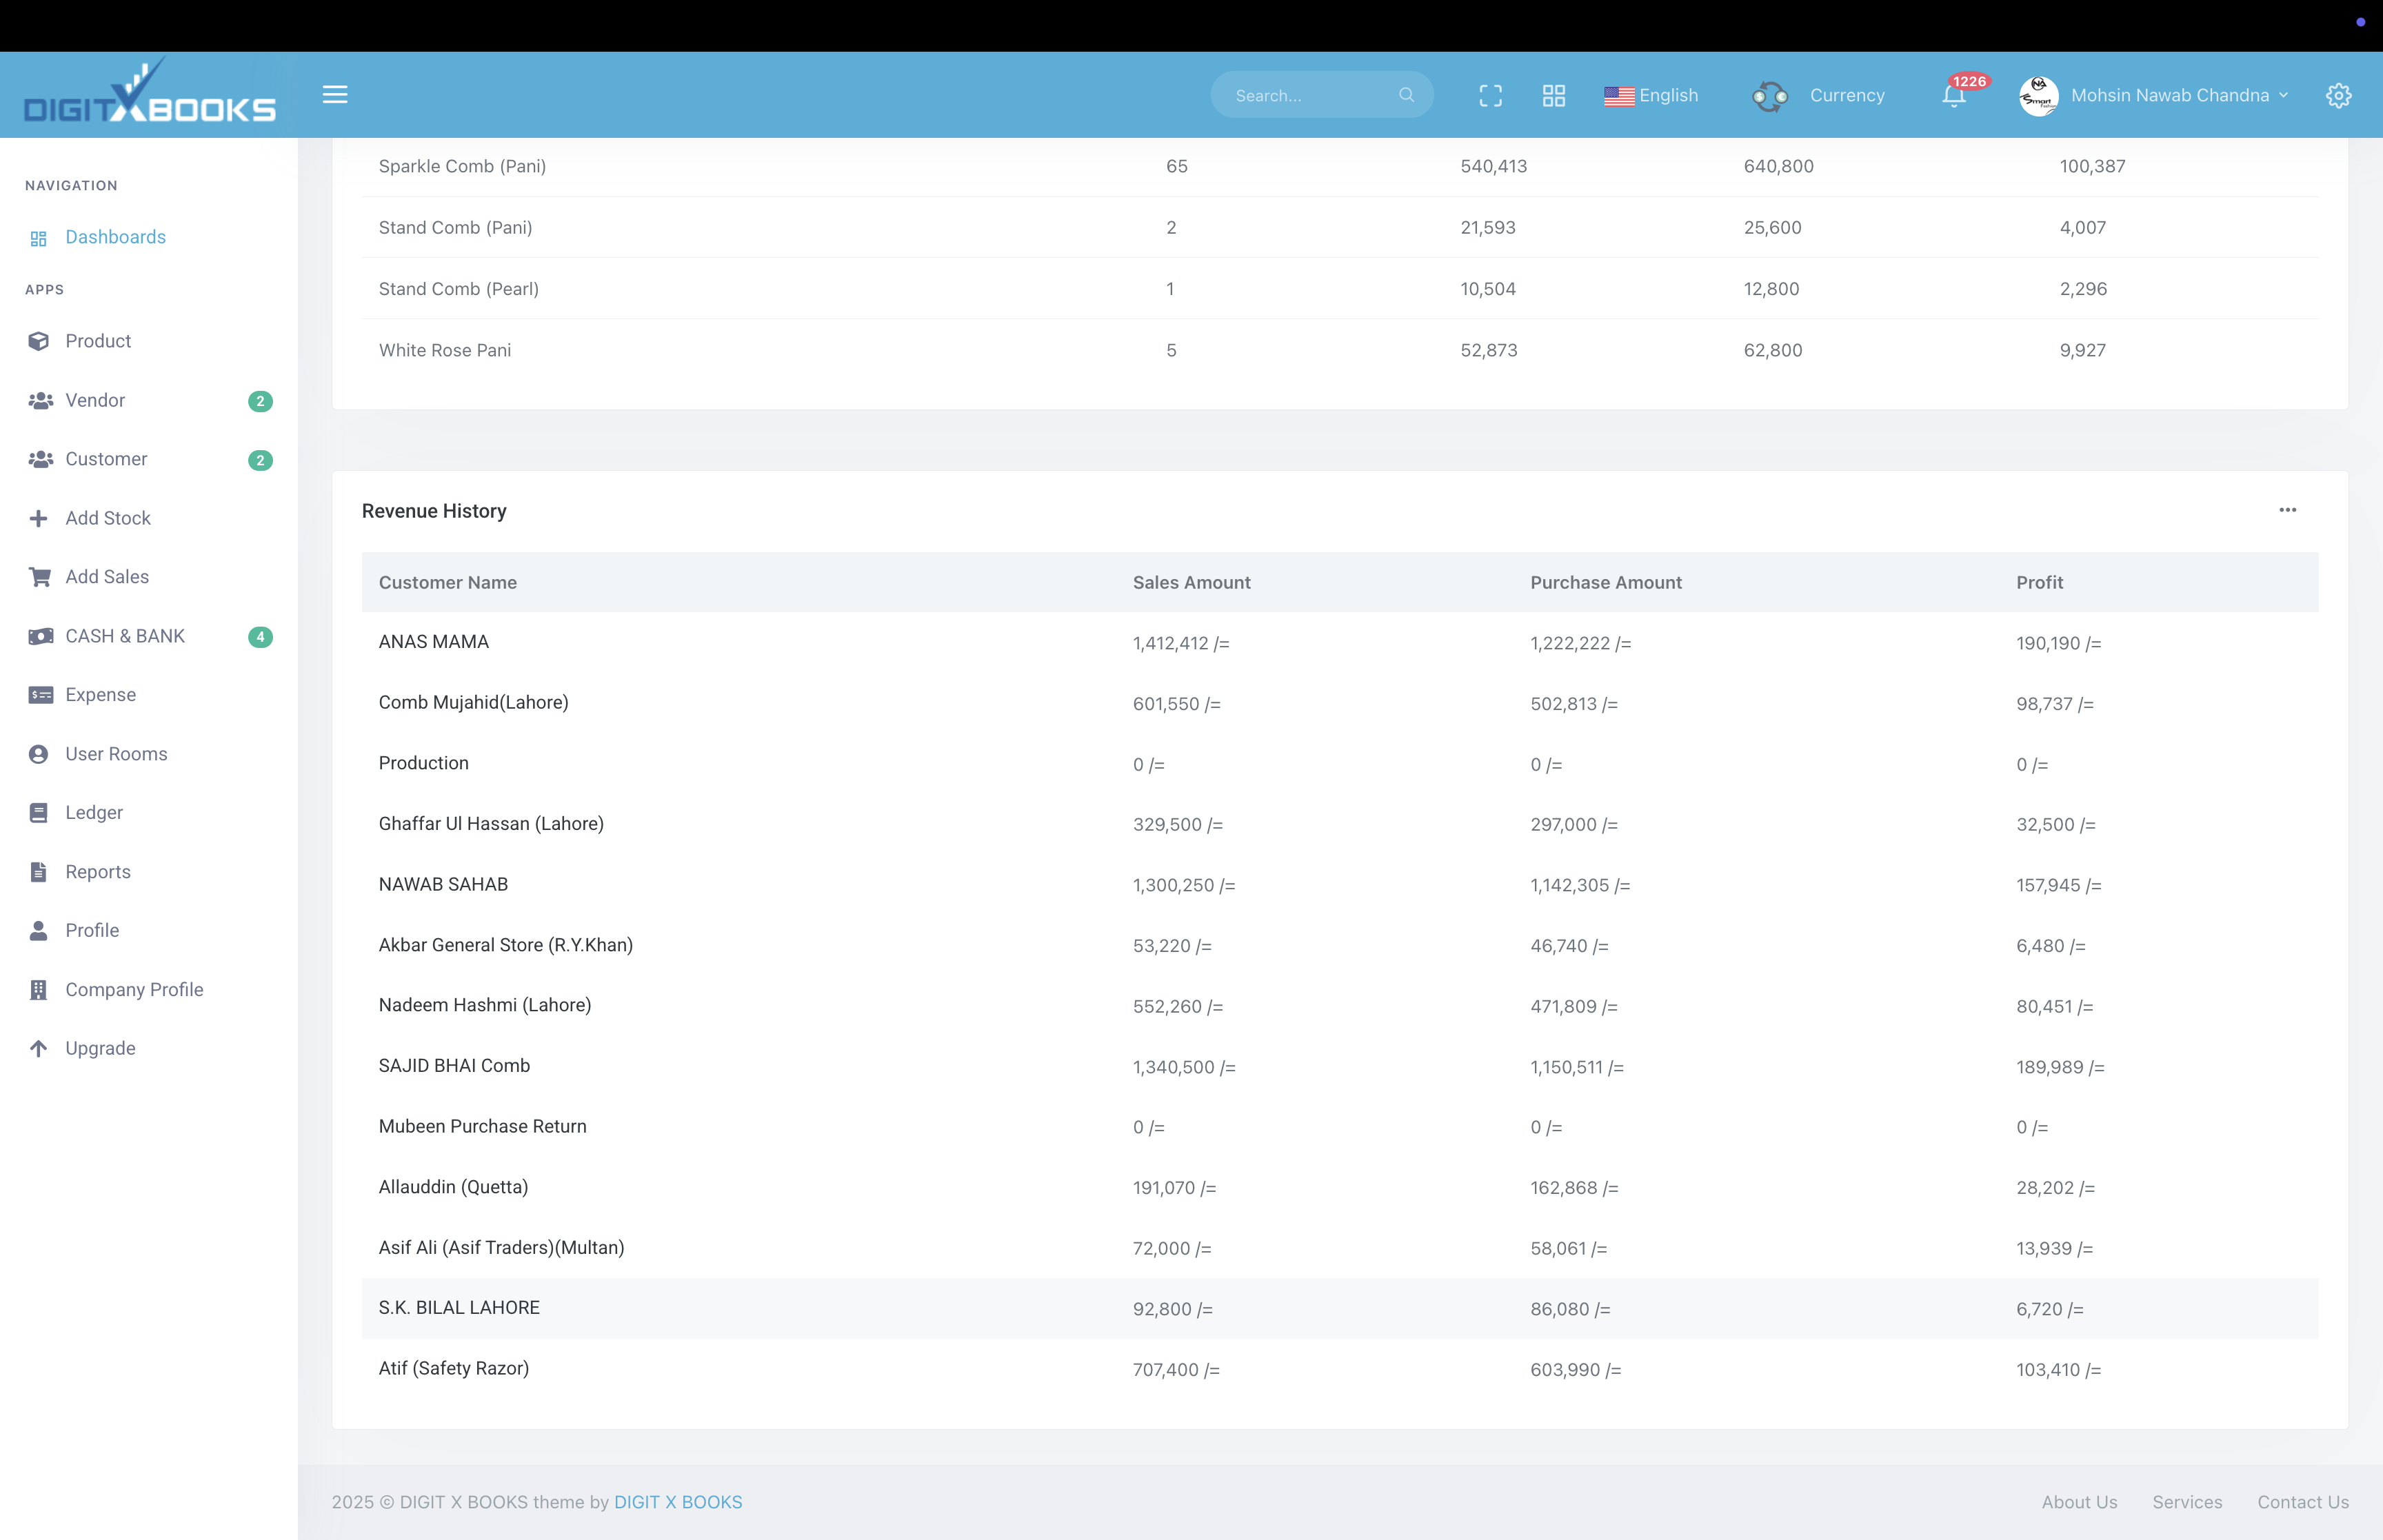 DIGITXBOOKS
Search...
English
Currency
1226
NA
Smart
Mohsin Nawab Chandna
NAVIGATION
Dashboards
APPS
Product
Vendor 2
Customer 2
Add Stock
Add Sales
CASH & BANK 4
Expense
User Rooms
Ledger
Reports
Profile
Company Profile
Upgrade
Sparkle Comb (Pani) 65 540,413 640,800 100,387
Stand Comb (Pani) 2 21,593 25,600 4,007
Stand Comb (Pearl) 1 10,504 12,800 2,296
White Rose Pani 5 52,873 62,800 9,927
Revenue History
Customer Name Sales Amount Purchase Amount Profit
ANAS MAMA 1,412,412 /= 1,222,222 /= 190,190 /=
Comb Mujahid(Lahore) 601,550 /= 502,813 /= 98,737 /=
Production 0 /= 0 /= 0 /=
Ghaffar Ul Hassan (Lahore) 329,500 /= 297,000 /= 32,500 /=
NAWAB SAHAB 1,300,250 /= 1,142,305 /= 157,945 /=
Akbar General Store (R.Y.Khan) 53,220 /= 46,740 /= 6,480 /=
Nadeem Hashmi (Lahore) 552,260 /= 471,809 /= 80,451 /=
SAJID BHAI Comb 1,340,500 /= 1,150,511 /= 189,989 /=
Mubeen Purchase Return 0 /= 0 /= 0 /=
Allauddin (Quetta) 191,070 /= 162,868 /= 28,202 /=
Asif Ali (Asif Traders)(Multan) 72,000 /= 58,061 /= 13,939 /=
S.K. BILAL LAHORE 92,800 /= 86,080 /= 6,720 /=
Atif (Safety Razor) 707,400 /= 603,990 /= 103,410 /=
2025 © DIGIT X BOOKS theme by DIGIT X BOOKS
About Us Services Contact Us